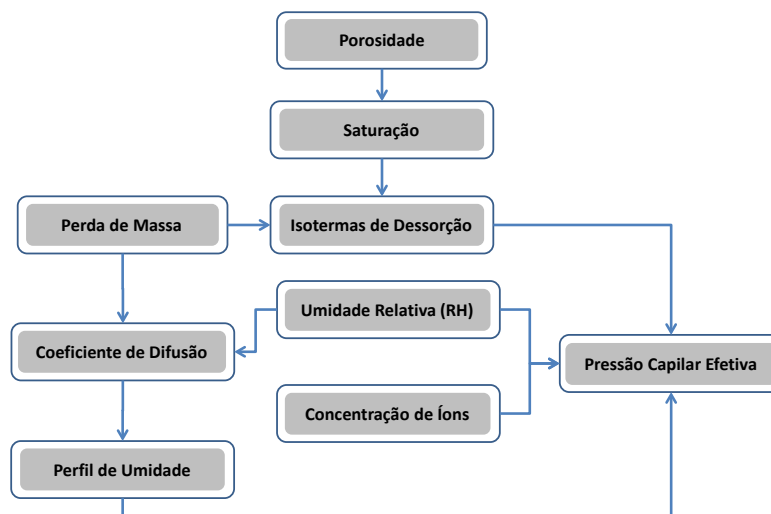 Porosidade
Saturação
Perda de Massa
Isotermas de Dessorção
Umidade Relativa (RH)
Coeficiente de Difusão
Pressão Capilar Efetiva
Concentração de Íons
Perfil de Umidade